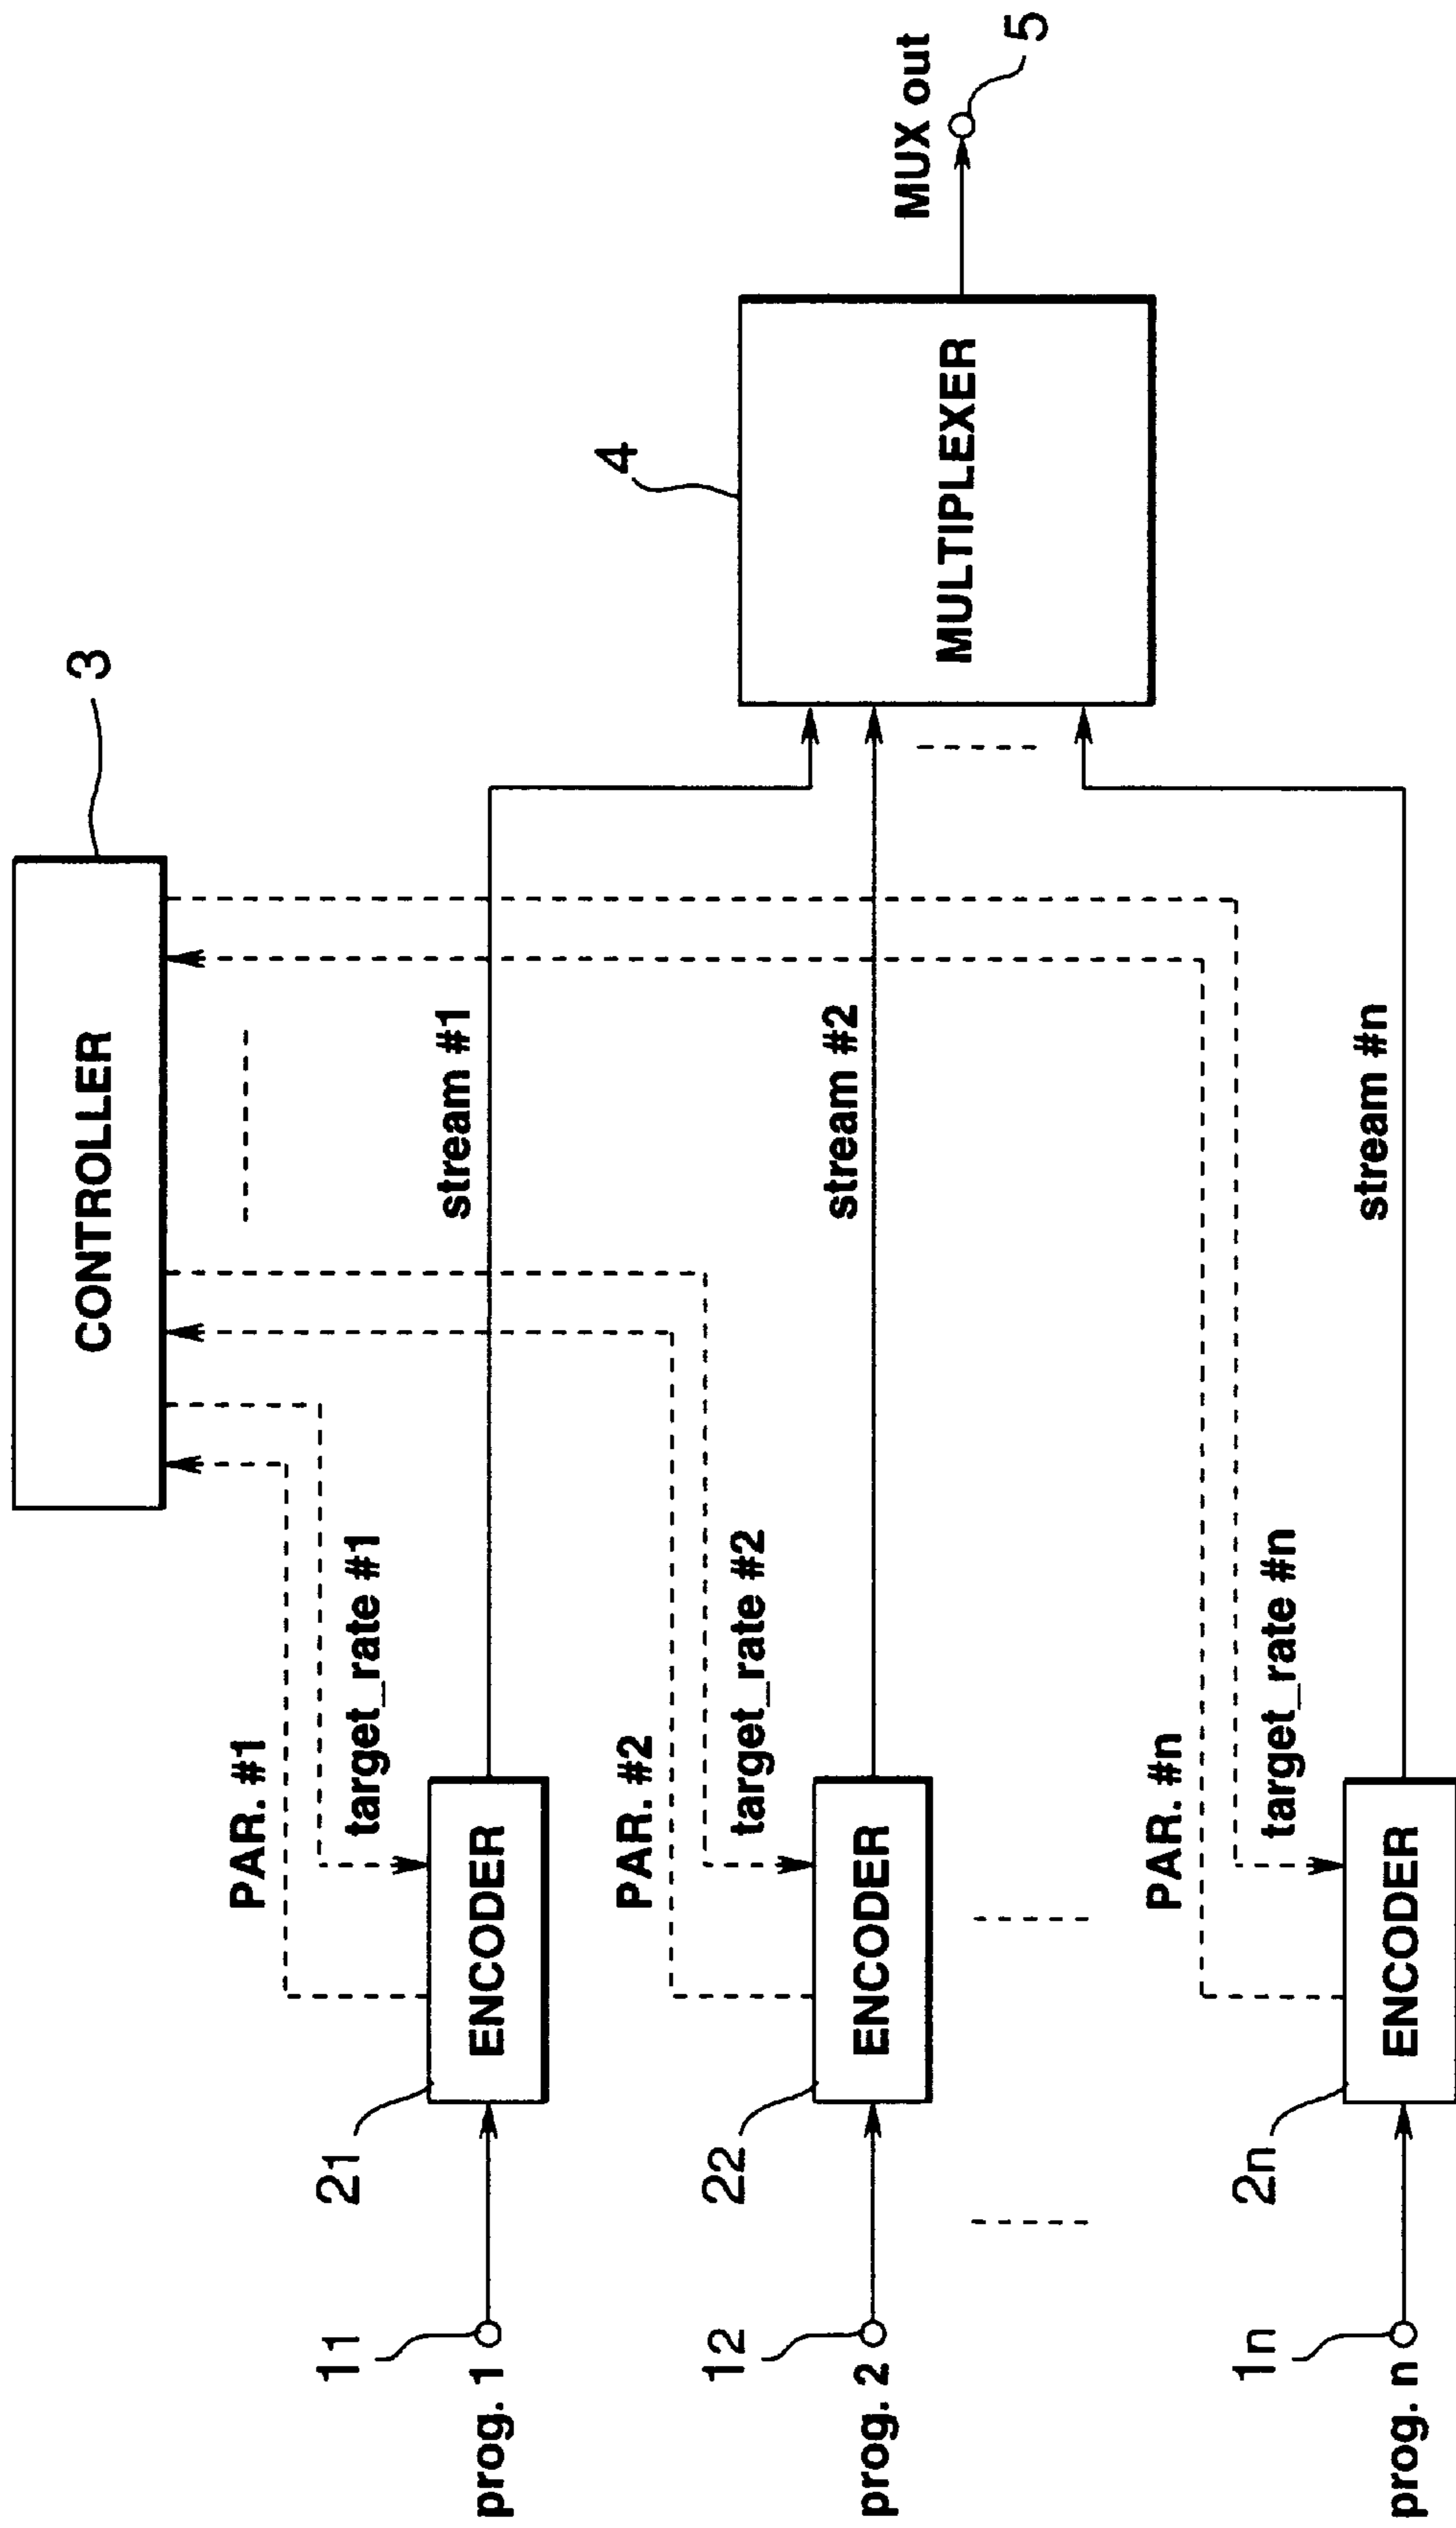 CONTROLLER
3
PAR. #1
target_rate #1
11
prog. 1
21
ENCODER
stream #1
4
MULTIPLEXER
MUX out
5
PAR. #2
target_rate #2
12
prog. 2
22
ENCODER
stream #2
PAR. #n
target_rate #n
1n
prog. n
2n
ENCODER
stream #n